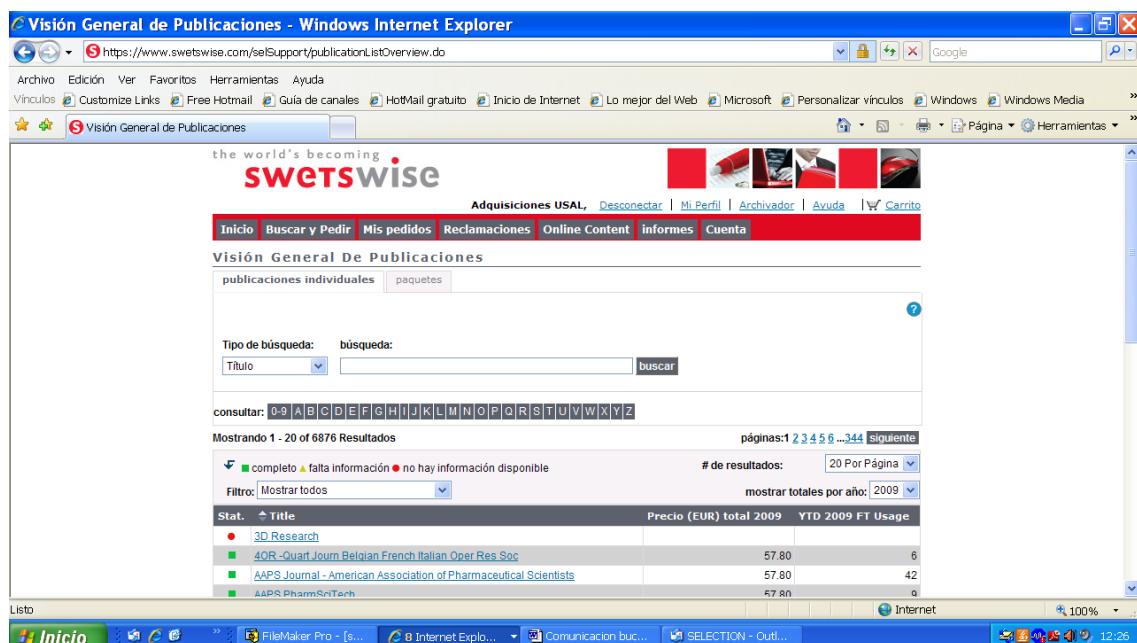 Visión General de Publicaciones - Windows Internet Explorer
https://www.swetswise.com/selSupport/publicationListOverview.do
Google
Archivo Edición Ver Favoritos Herramientas Ayuda
Vínculos Customize Links Free Hotmail Guía de canales HotMail gratuito Inicio de Internet Lo mejor del Web Microsoft Personalizar vínculos Windows Windows Media »
Visión General de Publicaciones Página Herramientas »
the world's becoming
swetswise
Adquisiciones USAL, Desconectar | Mi Perfil | Archivador | Ayuda | Carrito
Inicio Buscar y Pedir Mis pedidos Reclamaciones Online Content informes Cuenta
Visión General De Publicaciones
publicaciones individuales paquetes
?
Tipo de búsqueda: búsqueda:
Título buscar
consultar: 0-9 A B C D E F G H I J K L M N O P Q R S T U V W X Y Z
Mostrando 1 - 20 of 6876 Resultados páginas:1 2 3 4 5 6 ...344 siguiente
completo falta información no hay información disponible # de resultados: 20 Por Página
Filtro: Mostrar todos mostrar totales por año: 2009
Stat. Title Precio (EUR) total 2009 YTD 2009 FT Usage
3D Research
4OR -Quart Journ Belgian French Italian Oper Res Soc 57.80 6
AAPS Journal - American Association of Pharmaceutical Scientists 57.80 42
AAPS PharmSciTech 57.80 9
Listo Internet 100%
Inicio » FileMaker Pro - [s... 8 Internet Explo... Comunicacion buc... SELECTION - Outl... 12:26